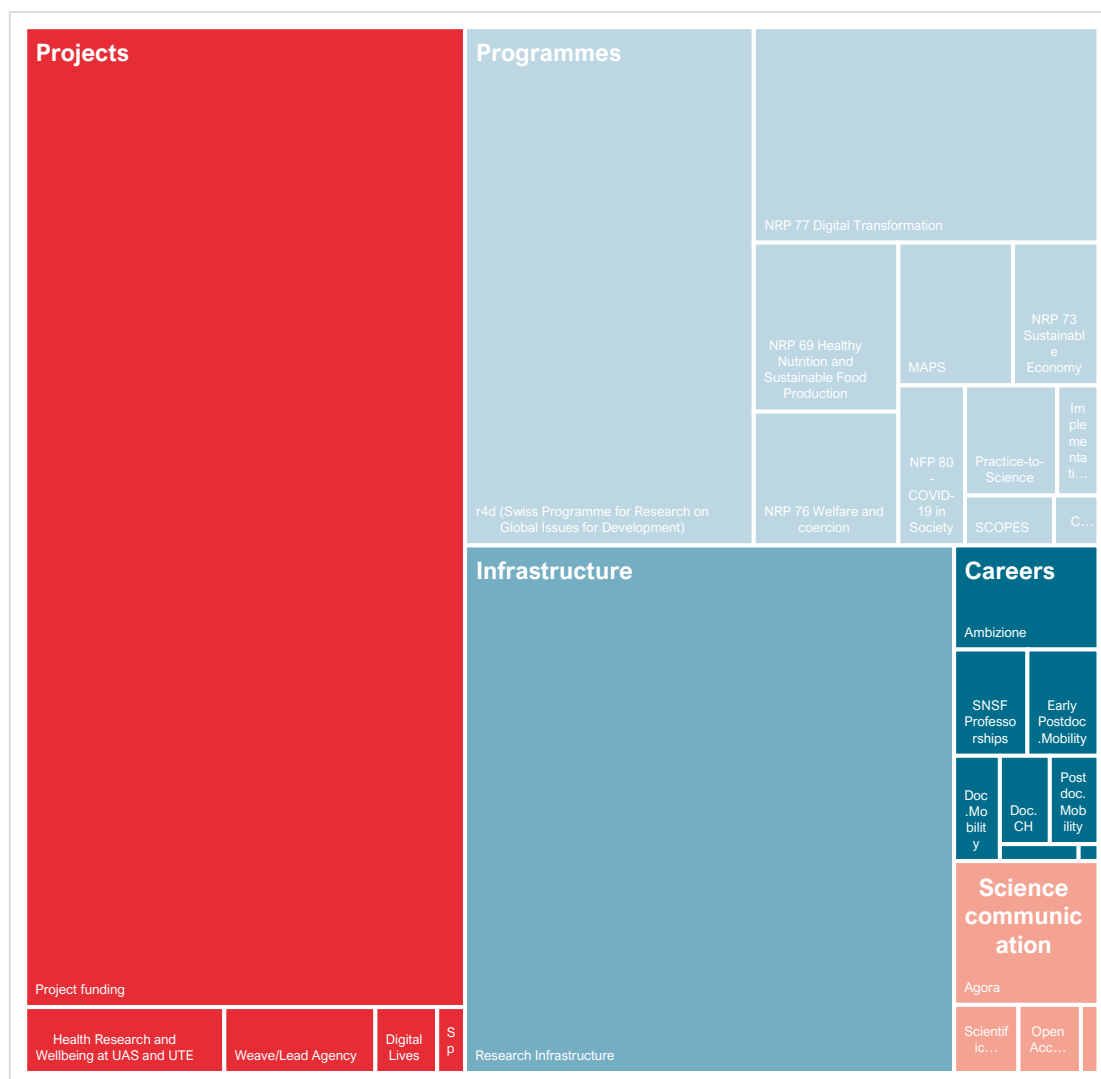 Projects
Project funding
Health Research and
Wellbeing at UAS and UTE
Weave/Lead Agency
Digital
Lives
S
p
Programmes
r4d (Swiss Programme for Research on
Global Issues for Development)
NRP 77 Digital Transformation
NRP 69 Healthy
Nutrition and
Sustainable Food
Production
NRP 76 Welfare and
coercion
MAPS
NRP 73
Sustainabl
e
Economy
NFP 80
-
COVID-
19 in
Society
Practice-to-
Science
Im
ple
me
nta
ti…
SCOPES
C…
Infrastructure
Research Infrastructure
Careers
Ambizione
SNSF
Professo
rships
Early
Postdoc
.Mobility
Doc
.Mo
bilit
y
Doc.
CH
Post
doc.
Mob
ility
Science
communic
ation
Agora
Scientif
ic…
Open
Acc…